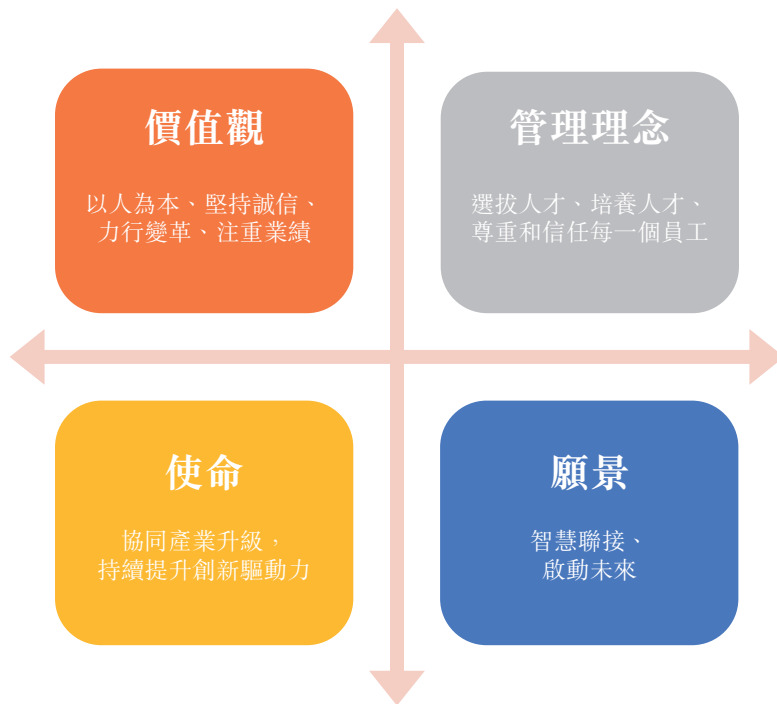 價值觀
以人為本、堅持誠信、
力行變革、注重業績
管理理念
選拔人才、培養人才、
尊重和信任每一個員工
使命
協同產業升級，
持續提升創新驅動力
願景
智慧聯接、
啟動未來